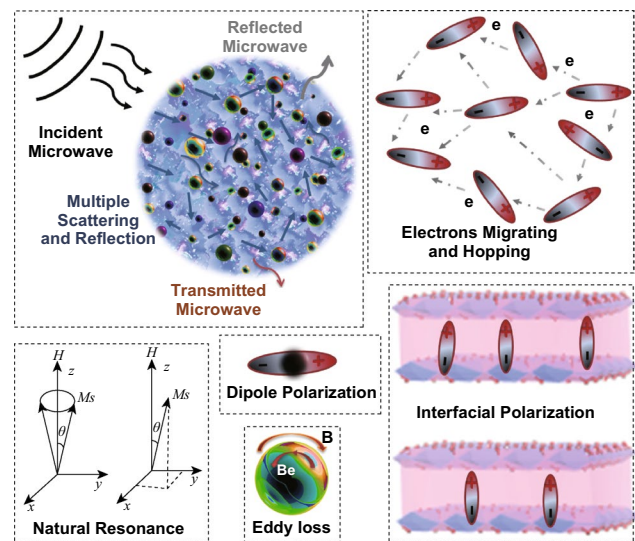 Reflected
Microwave
Incident
Microwave
Multiple
Scattering
and Reflection
Transmitted
Microwave
e
e
e
e
Electrons Migrating
and Hopping
H
z
Ms
θ
y
x
H
z
Ms
θ
y
x
Natural Resonance
Dipole Polarization
B
Be
Eddy loss
Interfacial Polarization